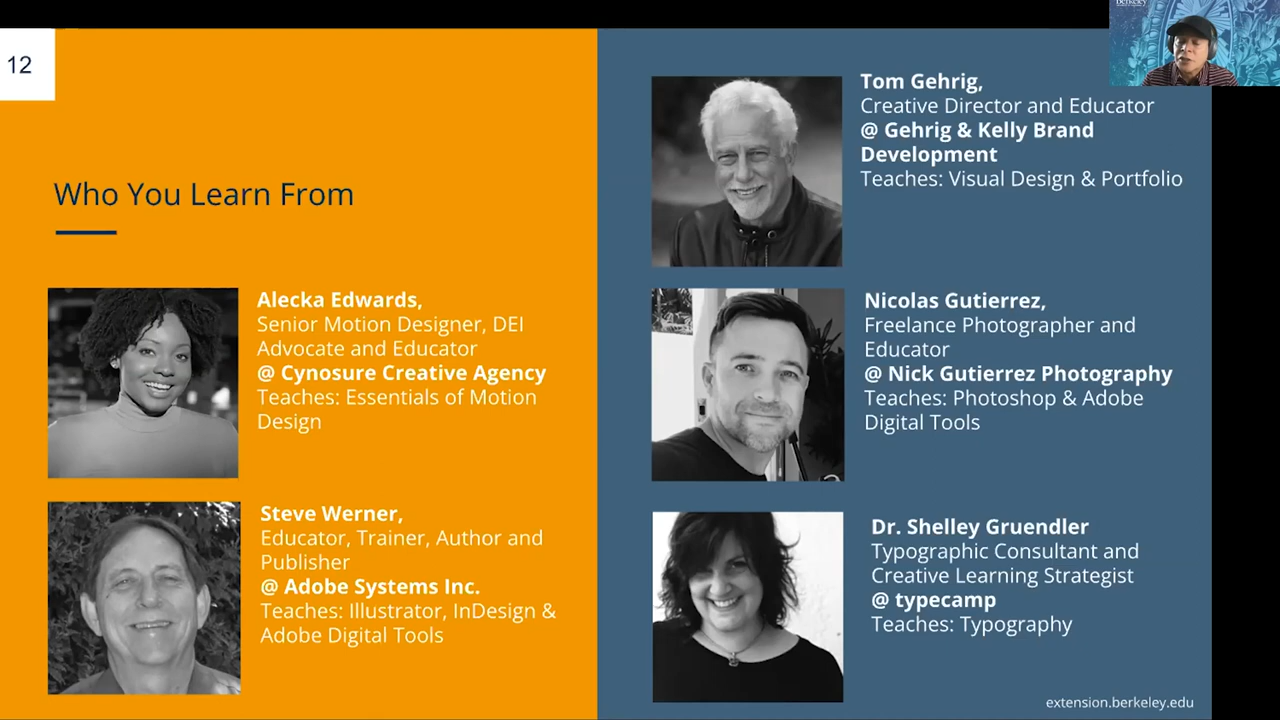 12
Who You Learn From
Alecka Edwards,
Senior Motion Designer, DEI
Advocate and Educator
@ Cynosure Creative Agency
Teaches: Essentials of Motion
Design
Steve Werner,
Educator, Trainer, Author and
Publisher
@ Adobe Systems Inc.
Teaches: Illustrator, InDesign &
Adobe Digital Tools
Tom Gehrig,
Creative Director and Educator
@ Gehrig & Kelly Brand
Development
Teaches: Visual Design & Portfolio
Nicolas Gutierrez,
Freelance Photographer and
Educator
@ Nick Gutierrez Photography
Teaches: Photoshop & Adobe
Digital Tools
Dr. Shelley Gruendler
Typographic Consultant and
Creative Learning Strategist
@ typecamp
Teaches: Typography
extension.berkeley.edu
Berkeley